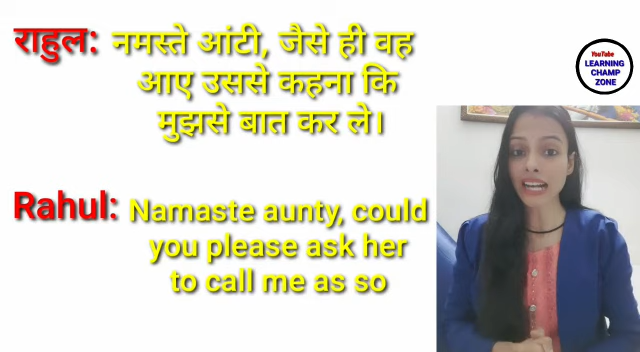 राहुल: नमस्ते आंटी, जैसे ही वह
आए उससे कहना कि
मुझसे बात कर ले।
Rahul: Namaste aunty, could
you please ask her
to call me as so
YouTube
LEARNING
CHAMP
ZONE